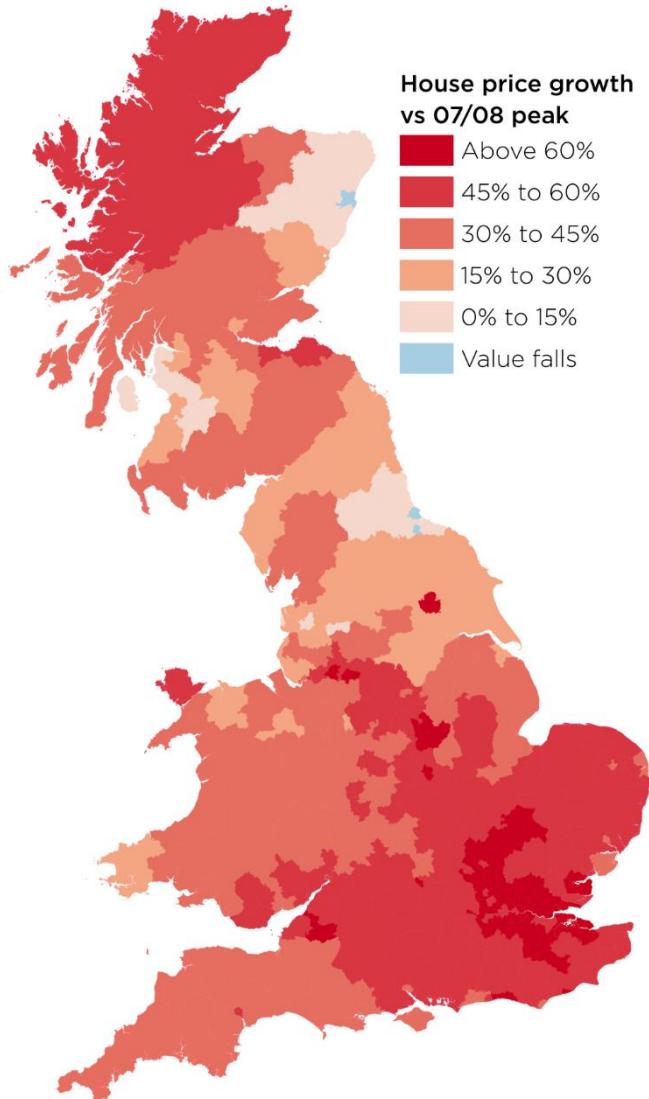 House price growth
vs 07/08 peak
Above 60%
45% to 60%
30% to 45%
15% to 30%
0% to 15%
Value falls